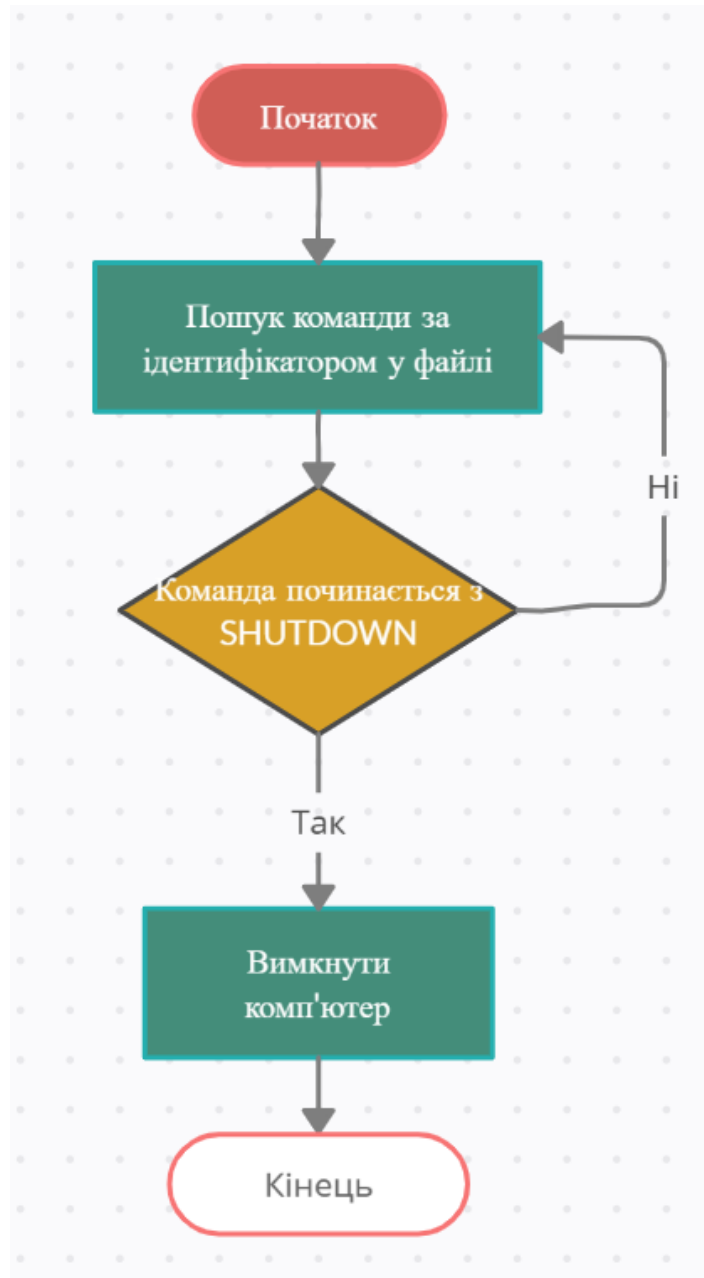 Початок
Пошук команди за
ідентифікатором у файлі
Ні
Команда починається з
SHUTDOWN
Так
Вимкнути
комп'ютер
Кінець